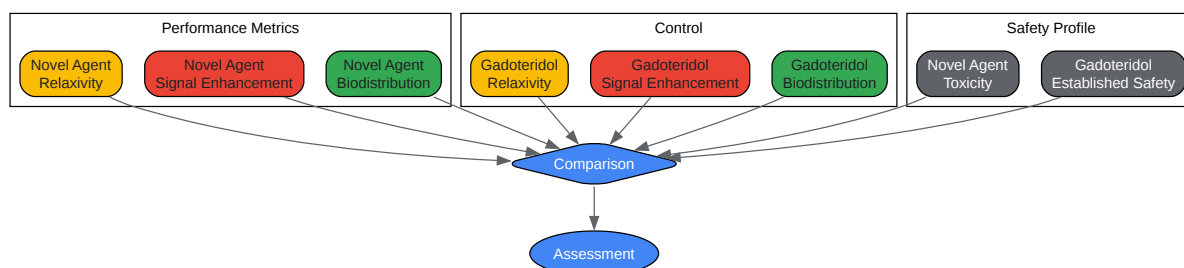 Performance Metrics
Control
Safety Profile
Novel Agent
Relaxivity
Novel Agent
Signal Enhancement
Novel Agent
Biodistribution
Gadoteridol
Relaxivity
Gadoteridol
Signal Enhancement
Gadoteridol
Biodistribution
Novel Agent
Toxicity
Gadoteridol
Established Safety
Comparison
Assessment